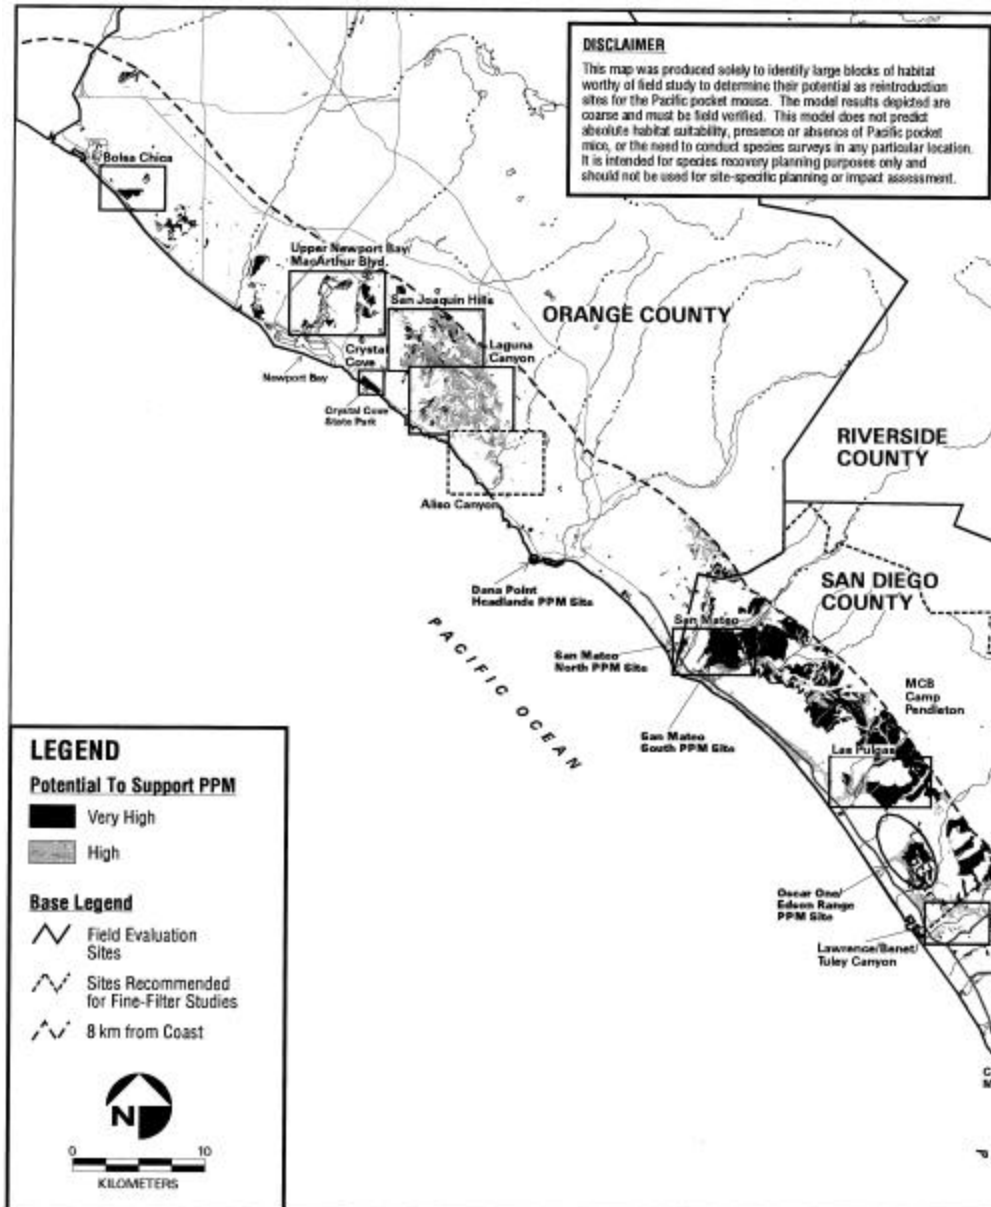 DISCLAIMER
This map was produced solely to identify large blocks of habitat
worthy of field study to determine their potential as reintroduction
sites for the Pacific pocket mouse. The model results depicted are
coarse and must be field verified. This model does not predict
absolute habitat suitability, presence or absence of Pacific pocket
mice, or the need to conduct species surveys in any particular location.
It is intended for species recovery planning purposes only and
should not be used for site-specific planning or impact assessment.
Bolsa Chica
Upper Newport Bay/
MacArthur Blvd.
San Joaquin Hills
ORANGE COUNTY
Crystal
Cove
Laguna
Canyon
Newport Bay
Crystal Cove
State Park
RIVERSIDE
COUNTY
Aliso Canyon
Dana Point
Headlands PPM Site
SAN DIEGO
COUNTY
San Mateo
PACIFIC OCEAN
San Mateo
North PPM Site
MCB
Camp
Pendleton
San Mateo
South PPM Site
Las Pulgas
Oscar One/
Edson Range
PPM Site
Lawrence/Benet/
Tuley Canyon
C
M
P
LEGEND
Potential To Support PPM
Very High
High
Base Legend
Field Evaluation
Sites
Sites Recommended
for Fine-Filter Studies
8 km from Coast
N
0 10
KILOMETERS